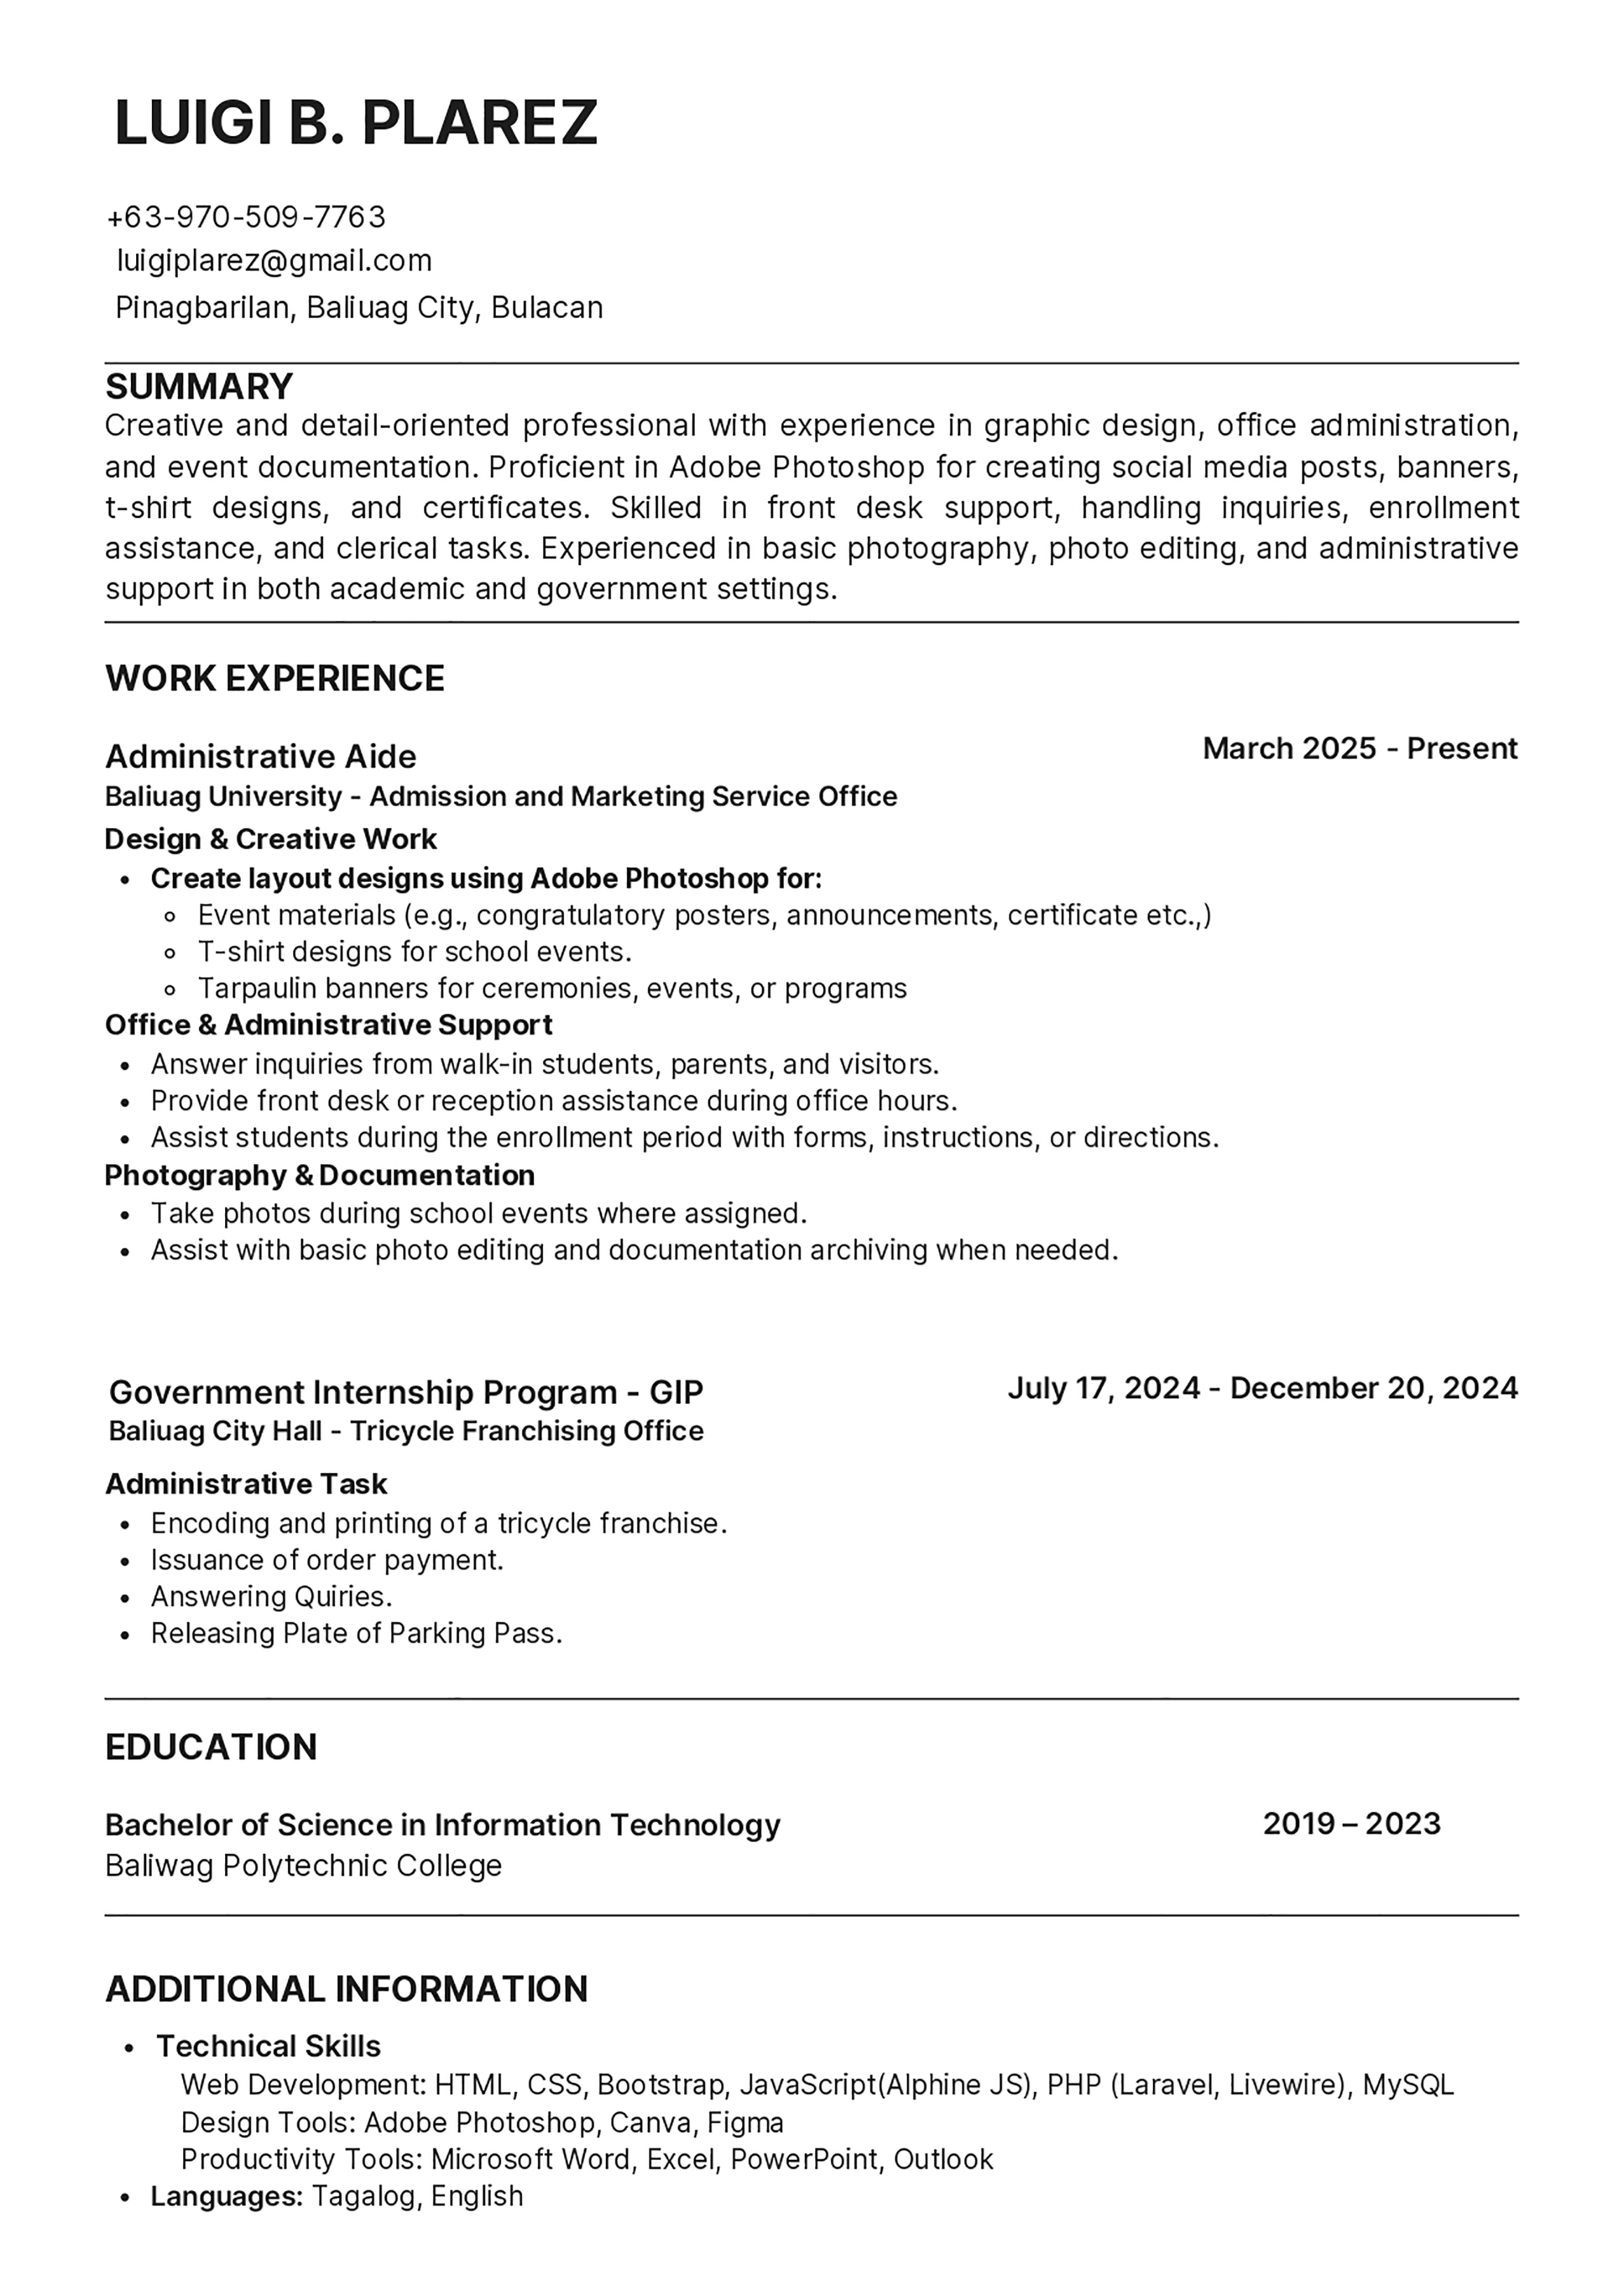 LUIGI B. PLAREZ
+63-970-509-7763
luigiplarez@gmail.com
Pinagbarilan, Baliuag City, Bulacan
SUMMARY
Creative and detail-oriented professional with experience in graphic design, office administration,
and event documentation. Proficient in Adobe Photoshop for creating social media posts, banners,
t-shirt designs, and certificates. Skilled in front desk support, handling inquiries, enrollment
assistance, and clerical tasks. Experienced in basic photography, photo editing, and administrative
support in both academic and government settings.
WORK EXPERIENCE
Administrative Aide March 2025 - Present
Baliuag University - Admission and Marketing Service Office
Design & Creative Work
• Create layout designs using Adobe Photoshop for:
◦ Event materials (e.g., congratulatory posters, announcements, certificate etc.,)
◦ T-shirt designs for school events.
◦ Tarpaulin banners for ceremonies, events, or programs
Office & Administrative Support
• Answer inquiries from walk-in students, parents, and visitors.
• Provide front desk or reception assistance during office hours.
• Assist students during the enrollment period with forms, instructions, or directions.
Photography & Documentation
• Take photos during school events where assigned.
• Assist with basic photo editing and documentation archiving when needed.
Government Internship Program - GIP July 17, 2024 - December 20, 2024
Baliuag City Hall - Tricycle Franchising Office
Administrative Task
• Encoding and printing of a tricycle franchise.
• Issuance of order payment.
• Answering Quiries.
• Releasing Plate of Parking Pass.
EDUCATION
Bachelor of Science in Information Technology 2019 – 2023
Baliwag Polytechnic College
ADDITIONAL INFORMATION
• Technical Skills
Web Development: HTML, CSS, Bootstrap, JavaScript(Alphine JS), PHP (Laravel, Livewire), MySQL
Design Tools: Adobe Photoshop, Canva, Figma
Productivity Tools: Microsoft Word, Excel, PowerPoint, Outlook
• Languages: Tagalog, English